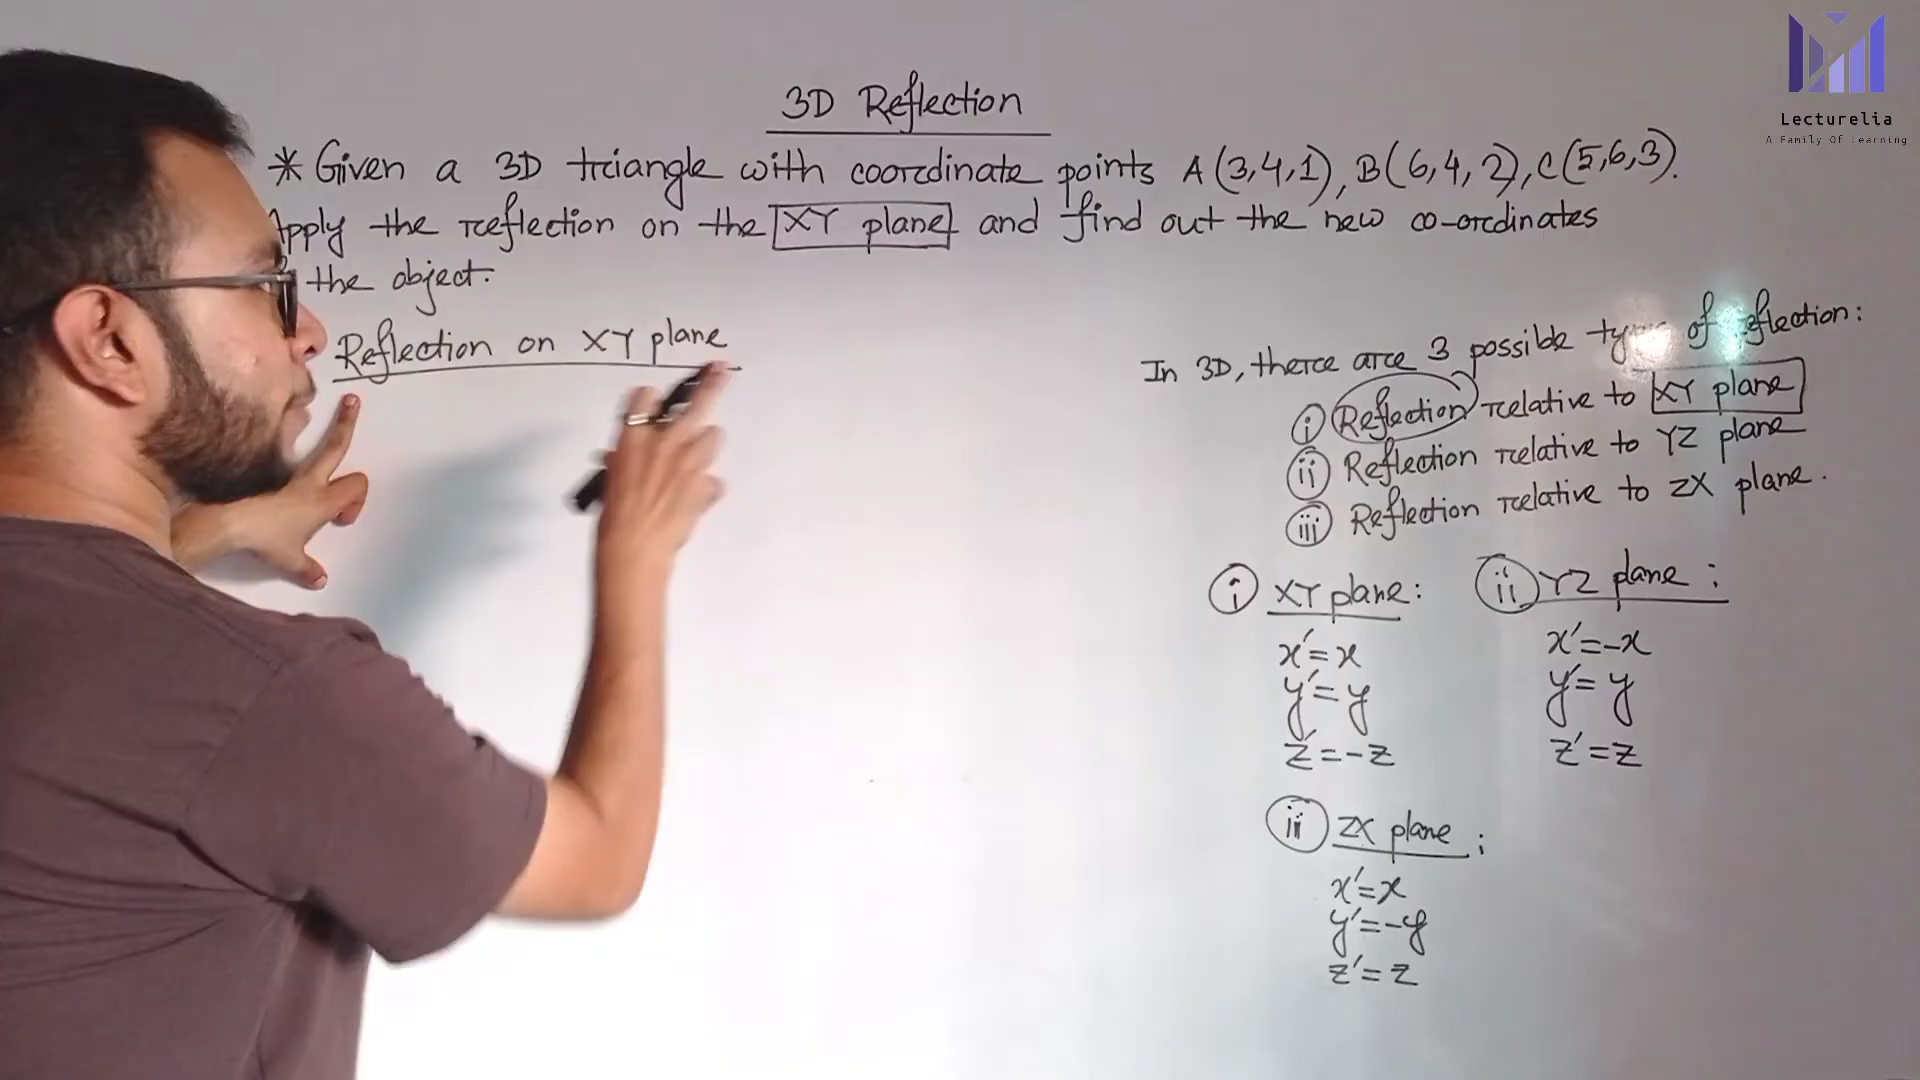 Lecturelia
A Family Of Learning
3D Reflection
* Given a 3D triangle with coordinate points A(3,4,1), B(6,4,2), C(5,6,3).
Apply the reflection on the XY plane and find out the new co-ordinates
the object.
Reflection on XY plane
In 3D, there are 3 possible of reflection:
i Reflection relative to XY plane
ii Reflection relative to YZ plane
iii Reflection relative to ZX plane.
i XY plane:
x'=x
y'=y
z'=-z
ii YZ plane:
x'=-x
y'=y
z'=z
ii ZX plane:
x'=x
y'=-y
z'=z